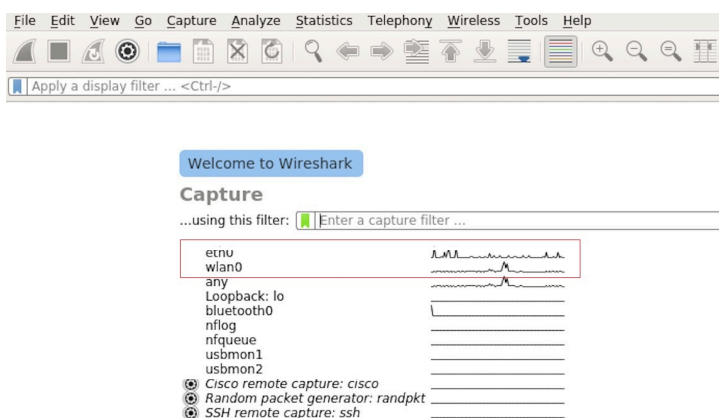 File Edit View Go Capture Analyze Statistics Telephony Wireless Tools Help
Apply a display filter ... <Ctrl-/>
Welcome to Wireshark
Capture
...using this filter: Enter a capture filter ...
eth0
wlan0
any
Loopback: lo
bluetooth0
nflog
nfqueue
usbmon1
usbmon2
Cisco remote capture: cisco
Random packet generator: randpkt
SSH remote capture: ssh